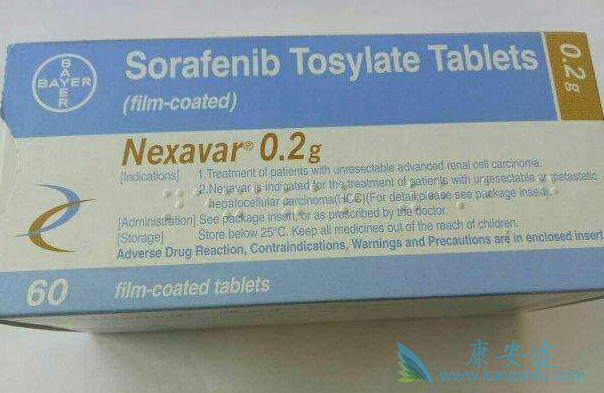 BAYER
BAYER
Sorafenib Tosylate Tablets
(film-coated)
0.2g
Nexavar® 0.2g
[Indications] 1.Treatment of patients with unresectable advanced renal cell carcinoma.
2.Nexavar is indicated for the treatment of patients with unresectable or metastatic
hepatocellular carcinoma(HCC)(For detail,please see package insert).
[Administration] See package insert or as prescribed by the doctor.
[Storage] Store below 25°C. Keep all medicines out of the reach of children.
Adverse Drug Reaction, Contraindications, Warnings and Precautions are in enclosed insert
60 film-coated tablets
康安途
www.kangantu.com